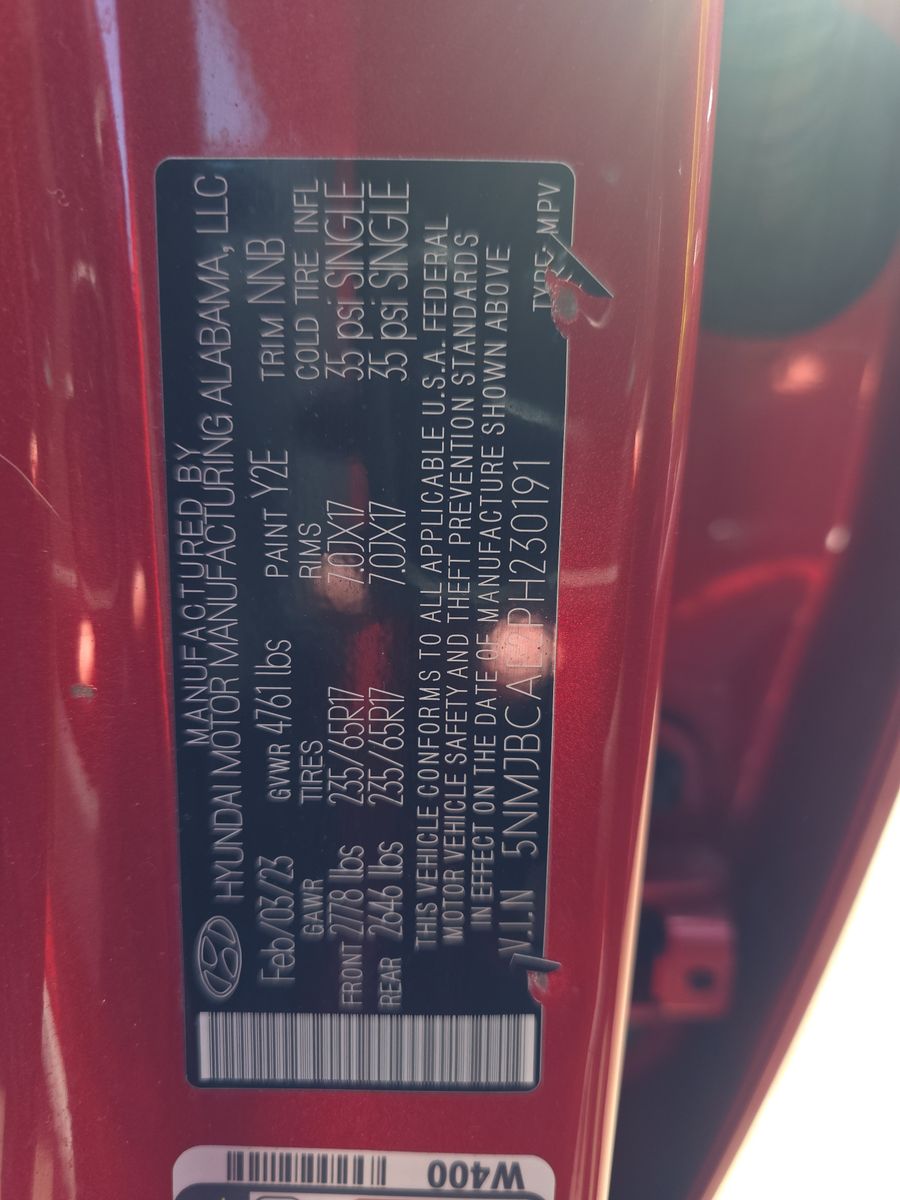 MANUFACTURED BY
HYUNDAI MOTOR MANUFACTURING ALABAMA, LLC
Feb/03/23 GVWR 4761 lbs PAINT Y2E TRIM NNB
GAWR TIRES RIMS COLD TIRE INFL
FRONT 2778 lbs 235/65R17 7.0JX17 35 psi SINGLE
REAR 2646 lbs 235/65R17 7.0JX17 35 psi SINGLE
THIS VEHICLE CONFORMS TO ALL APPLICABLE U.S.A. FEDERAL
MOTOR VEHICLE SAFETY AND THEFT PREVENTION STANDARDS
IN EFFECT ON THE DATE OF MANUFACTURE SHOWN ABOVE
V.I.N 5NMJBCAE2PH230191 TYPE: MPV
W400